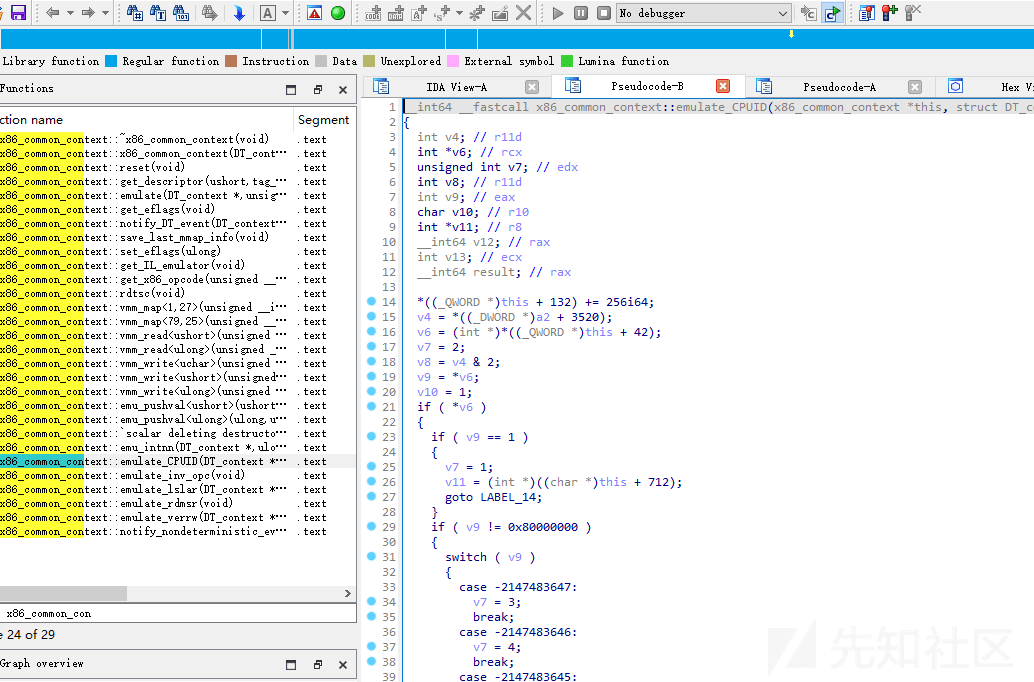 No debugger
Library function Regular function Instruction Data Unexplored External symbol Lumina function
Functions
IDA View-A Pseudocode-B Pseudocode-A Hex
ction name Segment
x86_common_context::~x86_common_context(void) .text
x86_common_context::x86_common_context(DT_cont… .text
x86_common_context::reset(void) .text
x86_common_context::get_descriptor(ushort,tag_… .text
x86_common_context::emulate(DT_context *,unsig… .text
x86_common_context::get_eflags(void) .text
x86_common_context::notify_DT_event(DT_context… .text
x86_common_context::save_last_mmap_info(void) .text
x86_common_context::set_eflags(ulong) .text
x86_common_context::get_IL_emulator(void) .text
x86_common_context::get_x86_opcode(unsigned __… .text
x86_common_context::rdtsc(void) .text
x86_common_context::vmm_map<1,27>(unsigned __i… .text
x86_common_context::vmm_map<79,25>(unsigned __… .text
x86_common_context::vmm_read<ushort>(unsigned … .text
x86_common_context::vmm_read<ulong>(unsigned _… .text
x86_common_context::vmm_write<uchar>(unsigned … .text
x86_common_context::vmm_write<ushort>(unsigned… .text
x86_common_context::vmm_write<ulong>(unsigned … .text
x86_common_context::emu_pushval<ushort>(ushort… .text
x86_common_context::emu_pushval<ulong>(ulong,u… .text
x86_common_context::`scalar deleting destructo… .text
x86_common_context::emu_intnn(DT_context *,ulo… .text
x86_common_context::emulate_CPUID(DT_context *… .text
x86_common_context::emulate_inv_opc(void) .text
x86_common_context::emulate_lslar(DT_context *… .text
x86_common_context::emulate_rdmsr(void) .text
x86_common_context::emulate_verrw(DT_context *… .text
x86_common_context::notify_nondeterministic_ev… .text
x86_common_con
24 of 29
Graph overview
1 __int64 __fastcall x86_common_context::emulate_CPUID(x86_common_context *this, struct DT_co
2 {
3 int v4; // r11d
4 int *v6; // rcx
5 unsigned int v7; // edx
6 int v8; // r11d
7 int v9; // eax
8 char v10; // r10
9 int *v11; // r8
10 __int64 v12; // rax
11 int v13; // ecx
12 __int64 result; // rax
13
14 *((_QWORD *)this + 132) += 256i64;
15 v4 = *((_DWORD *)a2 + 3520);
16 v6 = (int *)*((_QWORD *)this + 42);
17 v7 = 2;
18 v8 = v4 & 2;
19 v9 = *v6;
20 v10 = 1;
21 if ( *v6 )
22 {
23 if ( v9 == 1 )
24 {
25 v7 = 1;
26 v11 = (int *)((char *)this + 712);
27 goto LABEL_14;
28 }
29 if ( v9 != 0x80000000 )
30 {
31 switch ( v9 )
32 {
33 case -2147483647:
34 v7 = 3;
35 break;
36 case -2147483646:
37 v7 = 4;
38 break;
39 case -2147483645:
先知社区